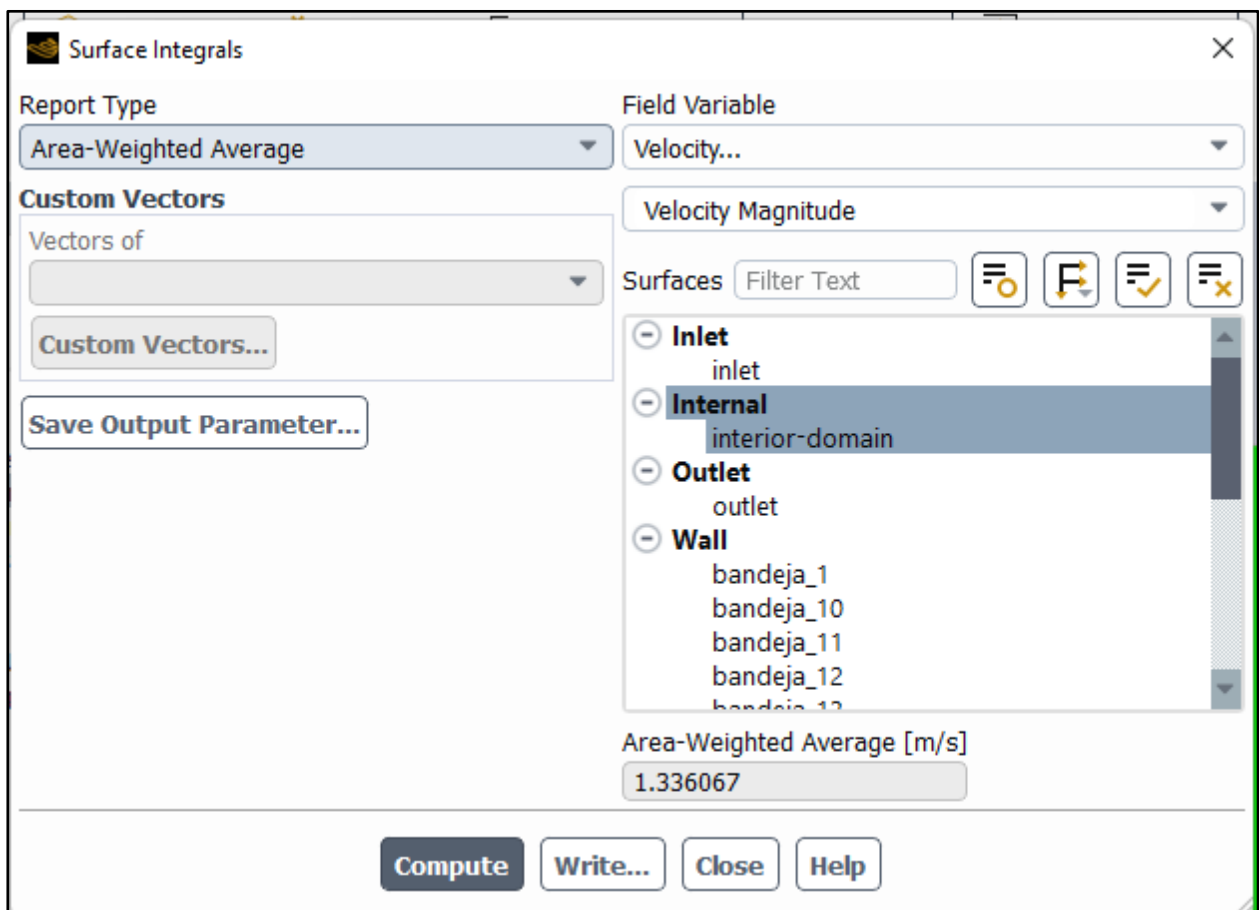 Surface Integrals
Report Type
Area-Weighted Average
Custom Vectors
Vectors of
Custom Vectors...
Save Output Parameter...
Field Variable
Velocity...
Velocity Magnitude
Surfaces Filter Text
Inlet
inlet
Internal
interior-domain
Outlet
outlet
Wall
bandeja_1
bandeja_10
bandeja_11
bandeja_12
Area-Weighted Average [m/s]
1.336067
Compute Write... Close Help